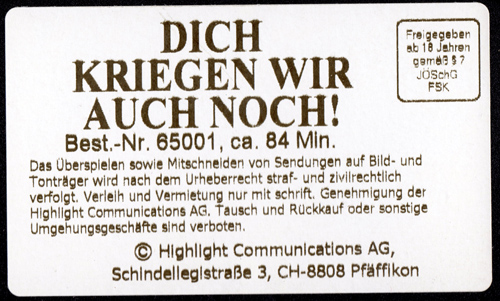 DICH
KRIEGEN WIR
AUCH NOCH!
Best.-Nr. 65001, ca. 84 Min.
Freigegeben
ab 18 Jahren
gemäß § 7
JÖSchG
FSK
Das Überspielen sowie Mitschneiden von Sendungen auf Bild- und
Tonträger wird nach dem Urheberrecht straf- und zivilrechtlich
verfolgt. Verleih und Vermietung nur mit schrift. Genehmigung der
Highlight Communications AG. Tausch und Rückkauf oder sonstige
Umgehungsgeschäfte sind verboten.
© Highlight Communications AG,
Schindellegistraße 3, CH-8808 Pfäffikon